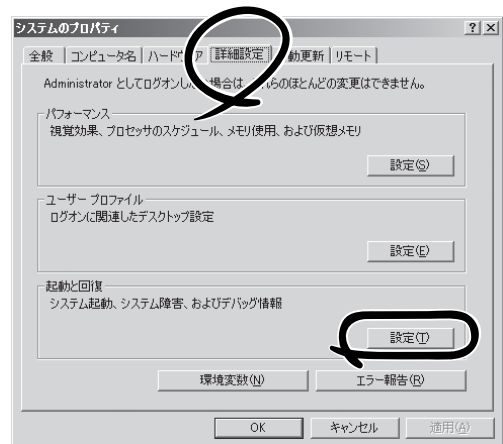 システムのプロパティ
全般 コンピュータ名 ハードウェア 詳細設定 動更新 リモート
Administrator としてログオンし 場合は、 らのほとんどの変更はできません。
パフォーマンス
視覚効果、プロセッサのスケジュール、メモリ使用、および仮想メモリ
設定(S)
ユーザー プロファイル
ログオンに関連したデスクトップ設定
設定(E)
起動と回復
システム起動、システム障害、およびデバッグ情報
設定(T)
環境変数(N) エラー報告(R)
OK キャンセル 適用(A)